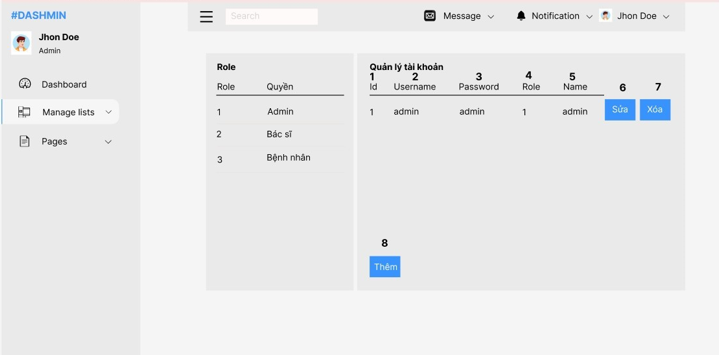 #DASHMIN
Jhon Doe
Admin
Dashboard
Manage lists
Pages
Search
Message
Notification
Jhon Doe
Role
Role Quyền
1 Admin
2 Bác sĩ
3 Bệnh nhân
Quản lý tài khoản
1 2 3 4 5 6 7
Id Username Password Role Name
1 admin admin 1 admin Sửa Xóa
8
Thêm